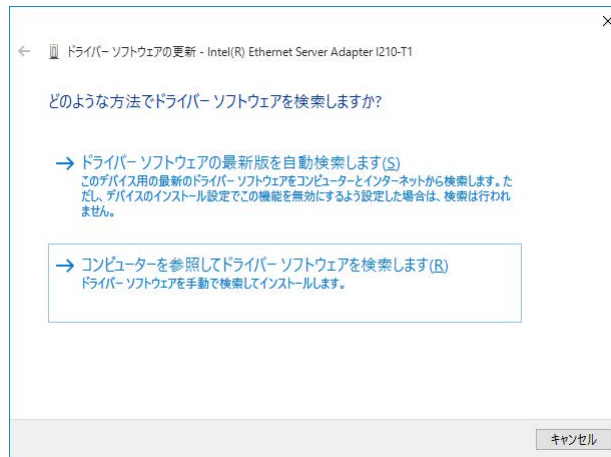 ドライバー ソフトウェアの更新 - Intel(R) Ethernet Server Adapter I210-T1
どのような方法でドライバー ソフトウェアを検索しますか?
ドライバー ソフトウェアの最新版を自動検索します(S)
このデバイス用の最新のドライバー ソフトウェアをコンピューターとインターネットから検索します。た
だし、デバイスのインストール設定でこの機能を無効にするよう設定した場合は、検索は行われ
ません。
コンピューターを参照してドライバー ソフトウェアを検索します(R)
ドライバー ソフトウェアを手動で検索してインストールします。
キャンセル